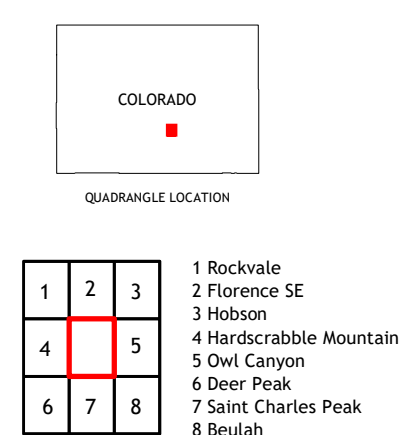 COLORADO
QUADRANGLE LOCATION
1 2 3
4 5
6 7 8
1 Rockvale
2 Florence SE
3 Hobson
4 Hardscrabble Mountain
5 Owl Canyon
6 Deer Peak
7 Saint Charles Peak
8 Beulah